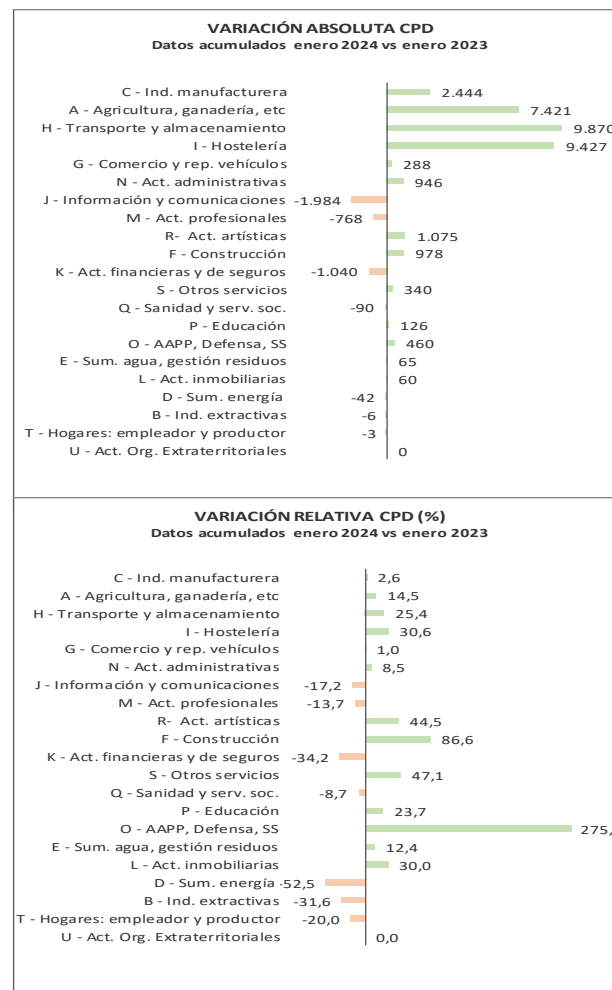 VARIACIÓN ABSOLUTA CPD
Datos acumulados enero 2024 vs enero 2023
C - Ind. manufacturera 2.444
A - Agricultura, ganadería, etc 7.421
H - Transporte y almacenamiento 9.870
I - Hostelería 9.427
G - Comercio y rep. vehículos 288
N - Act. administrativas 946
J - Información y comunicaciones -1.984
M - Act. profesionales -768
R- Act. artísticas 1.075
F - Construcción 978
K - Act. financieras y de seguros -1.040
S - Otros servicios 340
Q - Sanidad y serv. soc. -90
P - Educación 126
O - AAPP, Defensa, SS 460
E - Sum. agua, gestión residuos 65
L - Act. inmobiliarias 60
D - Sum. energía -42
B - Ind. extractivas -6
T - Hogares: empleador y productor -3
U - Act. Org. Extraterritoriales 0
VARIACIÓN RELATIVA CPD (%)
Datos acumulados enero 2024 vs enero 2023
C - Ind. manufacturera 2,6
A - Agricultura, ganadería, etc 14,5
H - Transporte y almacenamiento 25,4
I - Hostelería 30,6
G - Comercio y rep. vehículos 1,0
N - Act. administrativas 8,5
J - Información y comunicaciones -17,2
M - Act. profesionales -13,7
R- Act. artísticas 44,5
F - Construcción 86,6
K - Act. financieras y de seguros -34,2
S - Otros servicios 47,1
Q - Sanidad y serv. soc. -8,7
P - Educación 23,7
O - AAPP, Defensa, SS 275,
E - Sum. agua, gestión residuos 12,4
L - Act. inmobiliarias 30,0
D - Sum. energía -52,5
B - Ind. extractivas -31,6
T - Hogares: empleador y productor -20,0
U - Act. Org. Extraterritoriales 0,0